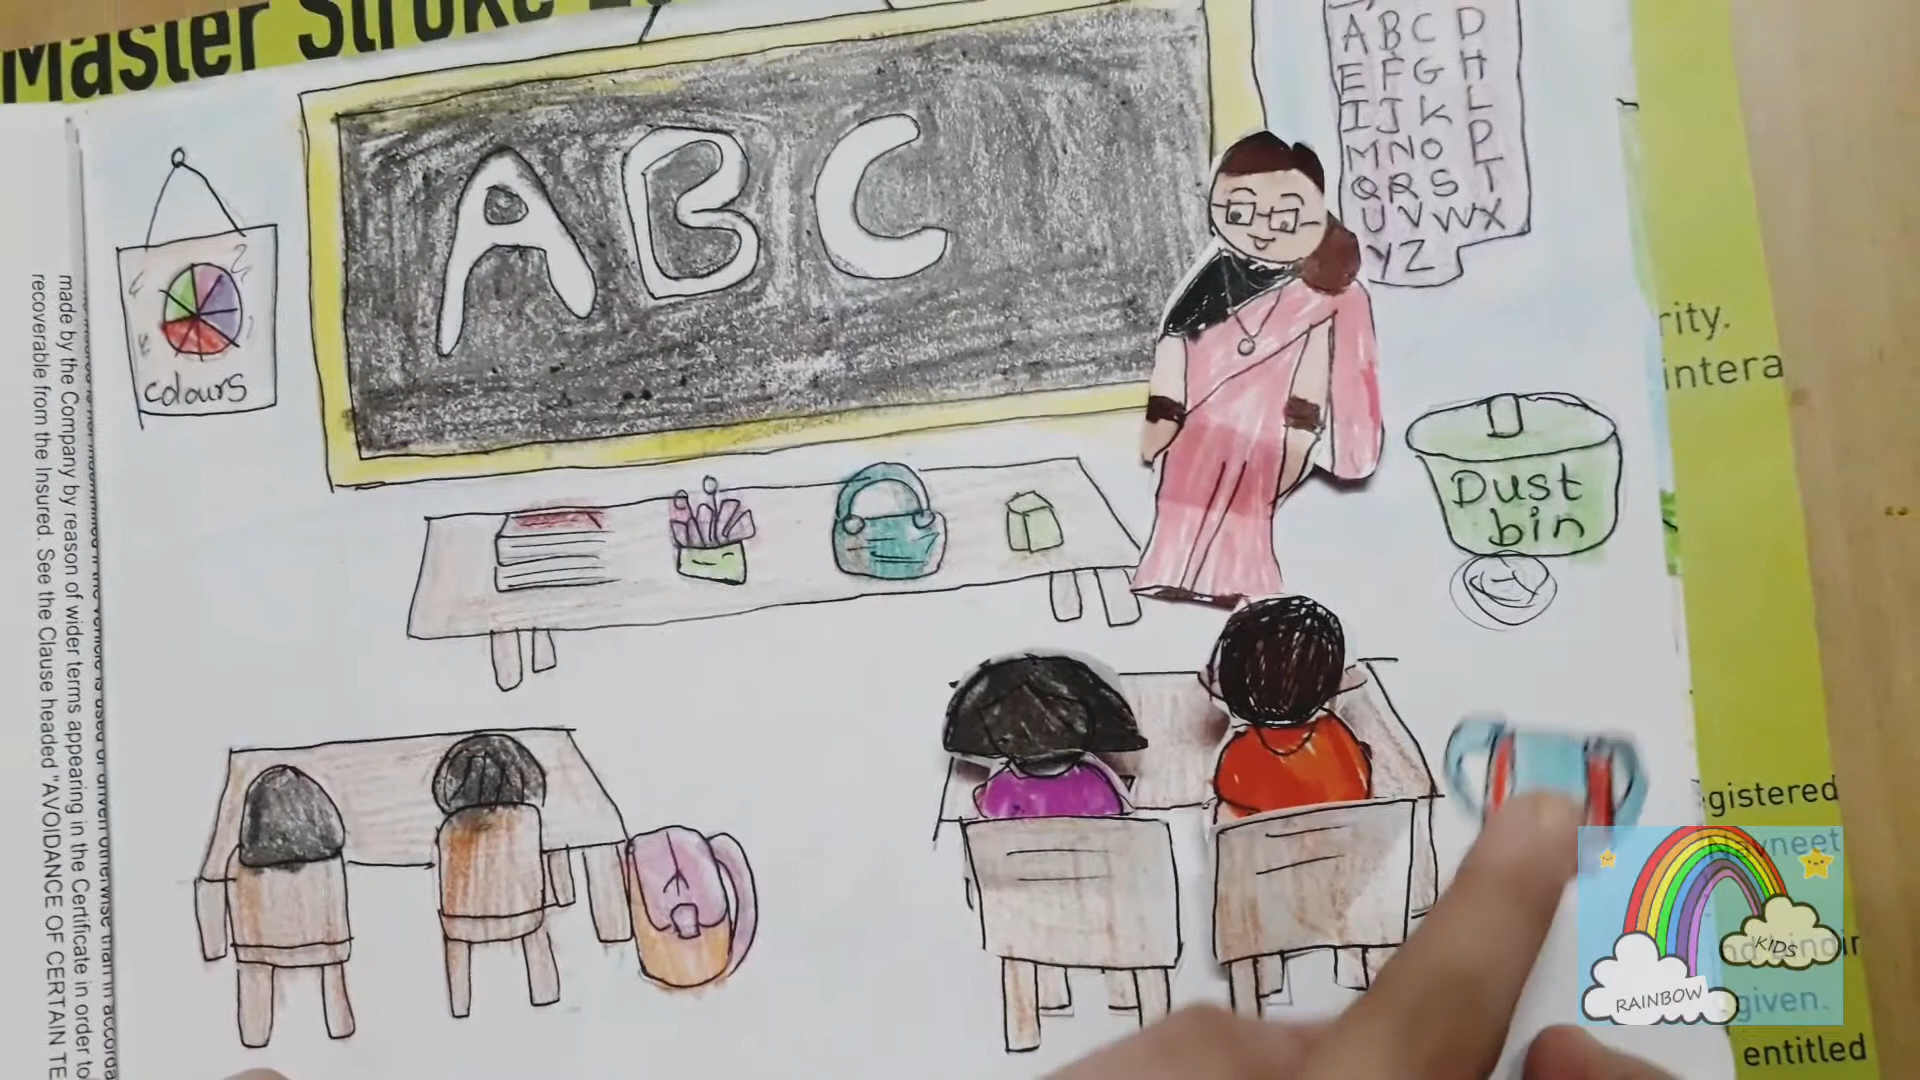 Master Stroke
A B C D
E F G H
I J K L
M N O P
Q R S T
U V W X
Y Z
A B C
colours
Dust
bin
rity.
intera
gistered
Navneet
given.
entitled
KIDS
RAINBOW
made by the Company by reason of wider terms appearing in the Certificate in order to
recoverable from the Insured. See the Clause headed "AVOIDANCE OF CERTAIN TE